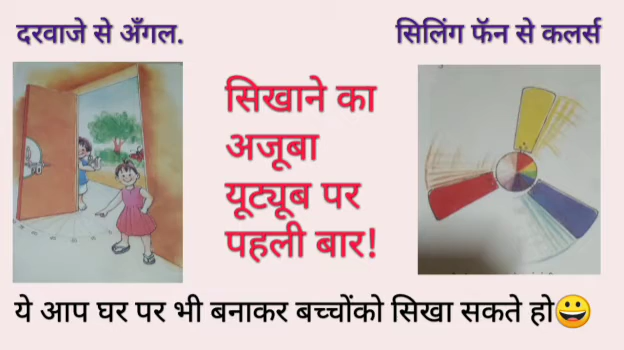 दरवाजे से अँगल.
सिलिंग फॅन से कलर्स
सिखाने का
अजूबा
यूट्यूब पर
पहली बार!
ये आप घर पर भी बनाकर बच्चोंको सिखा सकते हो😀